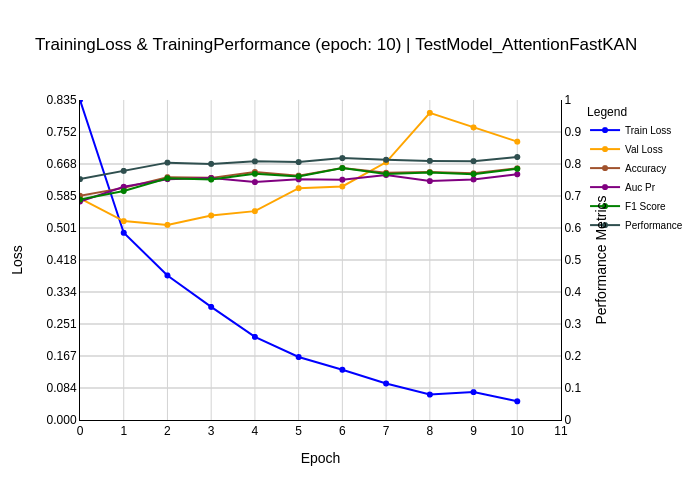 TrainingLoss & TrainingPerformance (epoch: 10) | TestModel_AttentionFastKAN
0.835
0.752
0.668
0.585
0.501
0.418
0.334
0.251
0.167
0.084
0.000
Loss
0 1 2 3 4 5 6 7 8 9 10 11
Epoch
1
0.9
0.8
0.7
0.6
0.5
0.4
0.3
0.2
0.1
0
Performance Metrics
Legend
Train Loss
Val Loss
Accuracy
Auc Pr
F1 Score
Performance